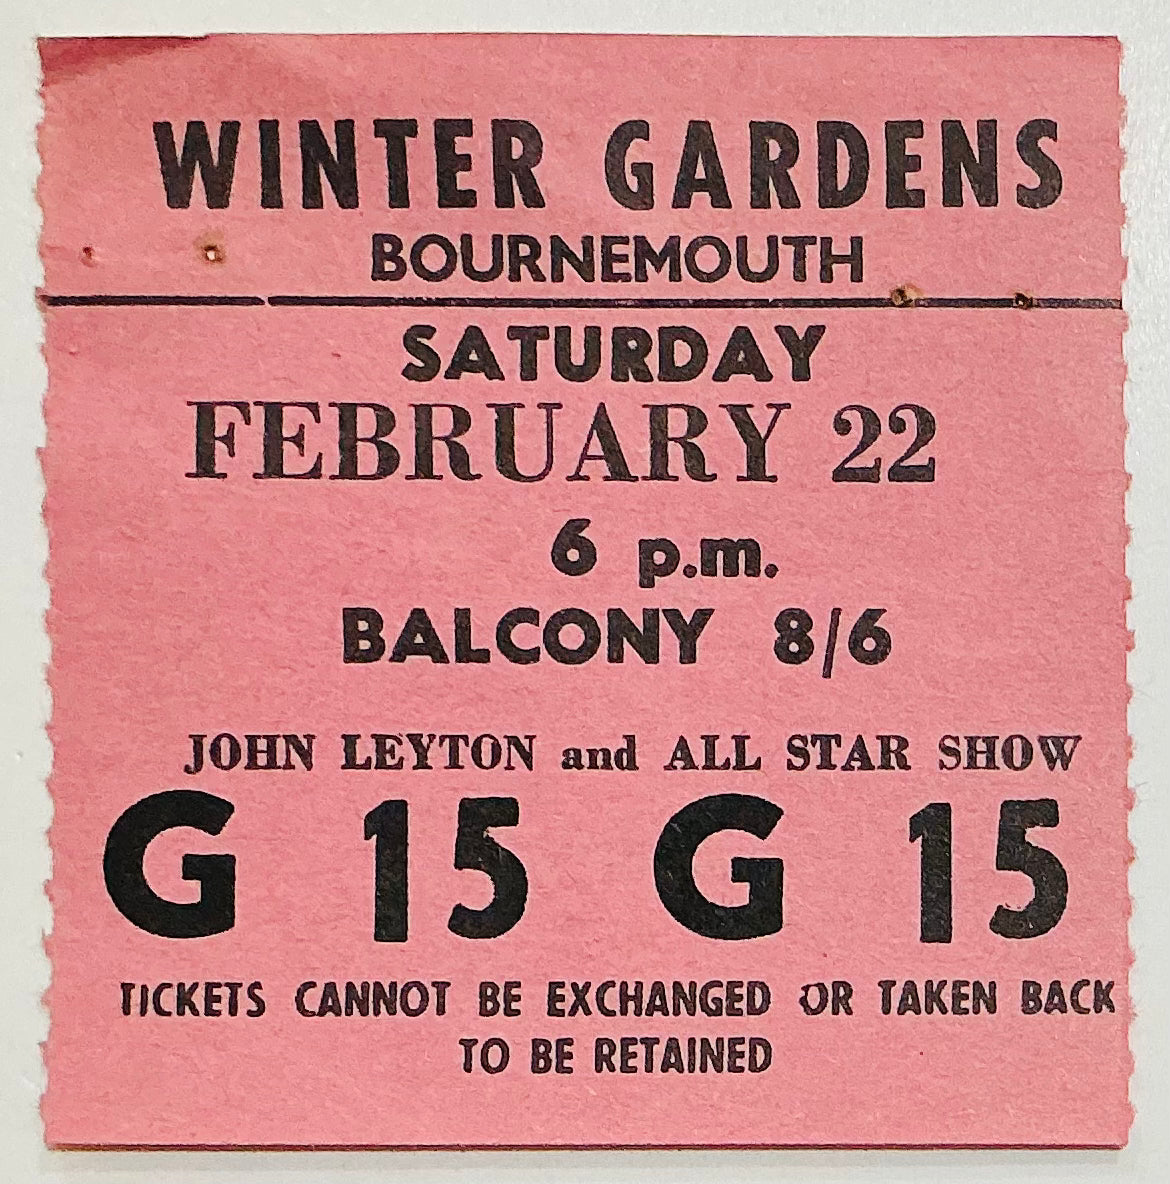 WINTER GARDENS
BOURNEMOUTH
SATURDAY
FEBRUARY 22
6 p.m.
BALCONY 8/6
JOHN LEYTON and ALL STAR SHOW
G 15 G 15
TICKETS CANNOT BE EXCHANGED OR TAKEN BACK
TO BE RETAINED